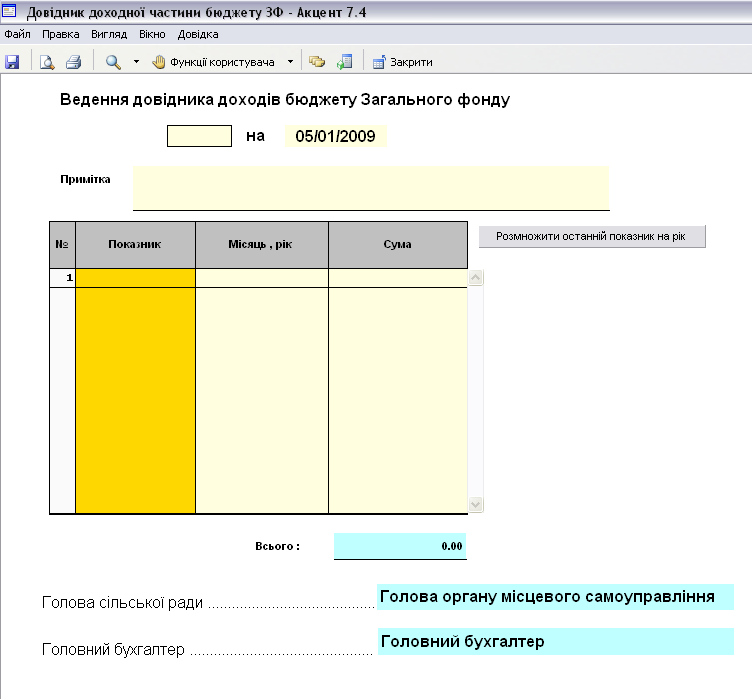 Довідник доходної частини бюджету ЗФ - Акцент 7.4
Файл Правка Вигляд Вікно Довідка
Функції користувача Закрити
Ведення довідника доходів бюджету Загального фонду
на 05/01/2009
Примітка
№ Показник Місяць , рік Сума
Розмножити останній показник на рік
1
Всього : 0.00
Голова сільської ради ........................................ Голова органу місцевого самоуправління
Головний бухгалтер ............................................ Головний бухгалтер